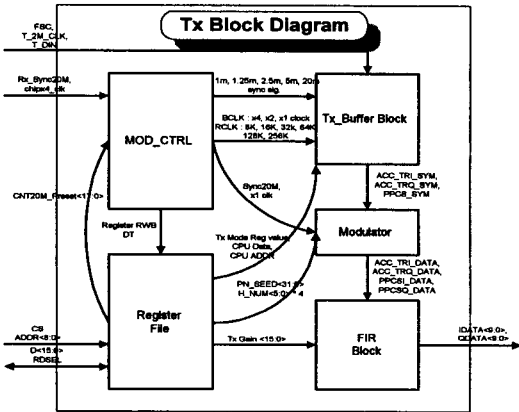 Tx Block Diagram
FSC,
T_2M_CLK,
T_DIN
Rx_Sync20M,
chipx4_clk
MOD_CTRL
1m, 1.25m, 2.5m, 5m, 20m
sync sig.
BCLK : x4, x2, x1 clock
RCLK : 8K, 16K, 32k, 64K
128K, 256K
Tx_Buffer Block
CNT20M_Preset<17:0>
Sync20M,
x1 clk
ACC_TRI_SYM,
ACC_TRQ_SYM,
PPCS_SYM
Register RWB
DT
Tx Mode Reg value,
CPU Data,
CPU ADDR
Modulator
PN_SEED<31:0>
H_NUM<5:0> * 4
ACC_TRI_DATA,
ACC_TRQ_DATA,
PPCSI_DATA,
PPCSQ_DATA
Register
File
FIR
Block
CS
ADDR<8:0>
D<15:0>
RDSEL
Tx Gain <15:0>
IDATA<9:0>,
QDATA<9:0>